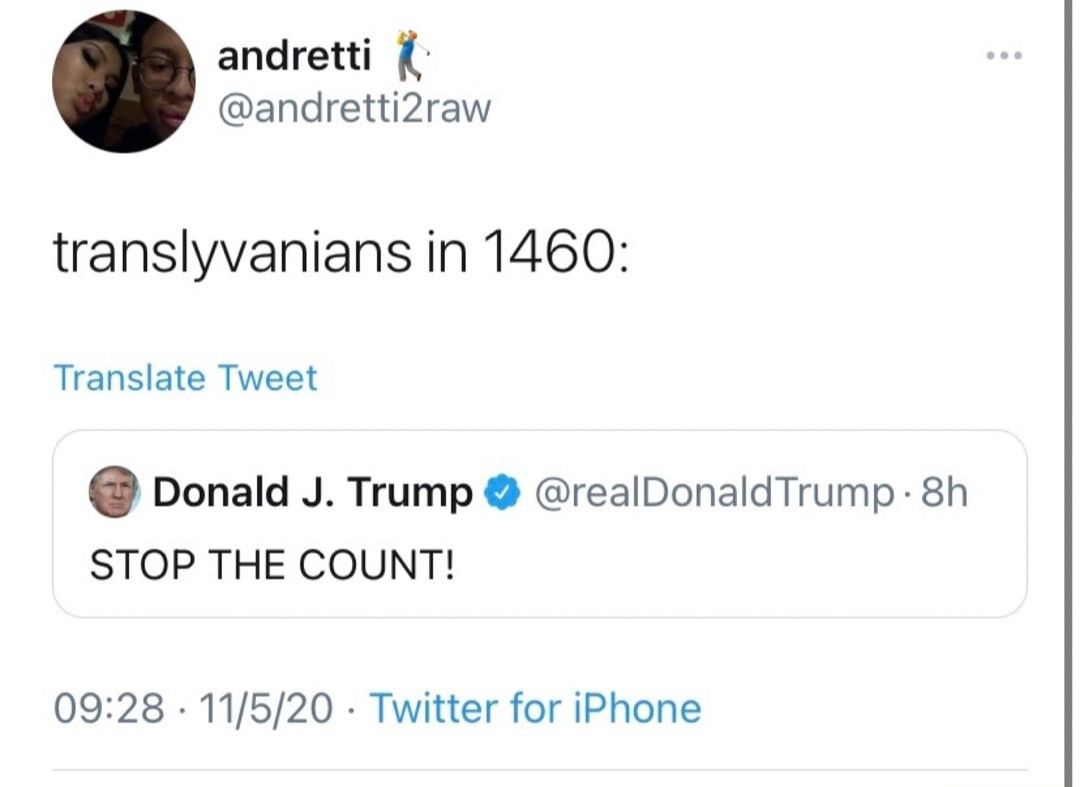 andretti 🏌️
@andretti2raw
translyvanians in 1460:
Translate Tweet
Donald J. Trump @realDonaldTrump · 8h
STOP THE COUNT!
09:28 · 11/5/20 · Twitter for iPhone